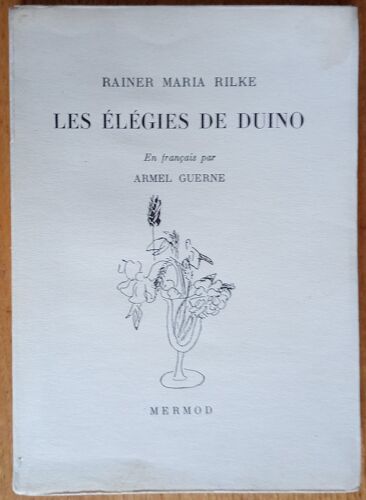 RAINER MARIA RILKE
LES ÉLÉGIES DE DUINO
En français par
ARMEL GUERNE
MERMOD